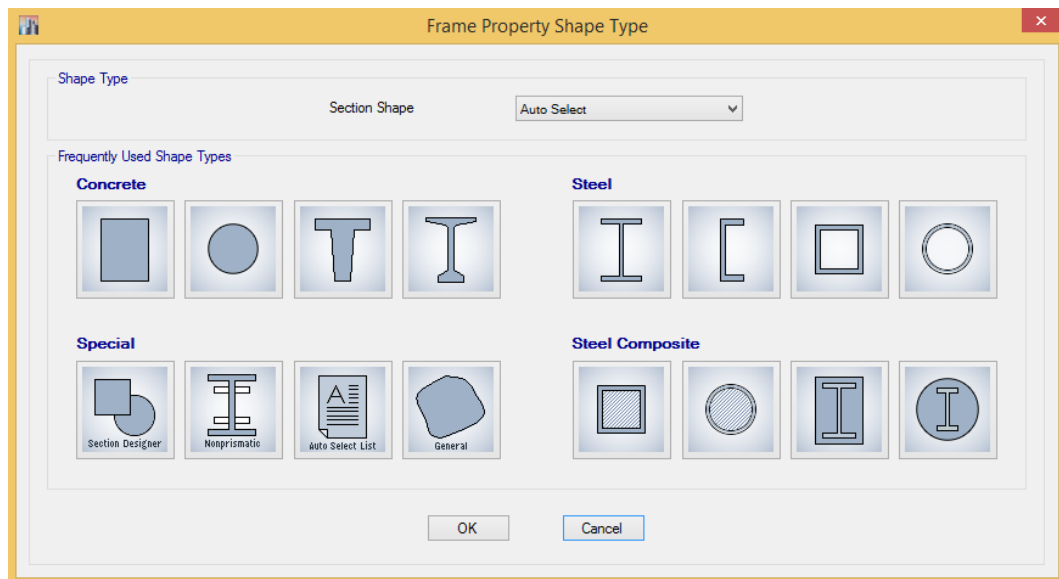 Frame Property Shape Type
Shape Type
Section Shape
Auto Select
Frequently Used Shape Types
Concrete
Steel
Special
Steel Composite
Section Designer
Nonprismatic
A
Auto Select List
General
OK
Cancel